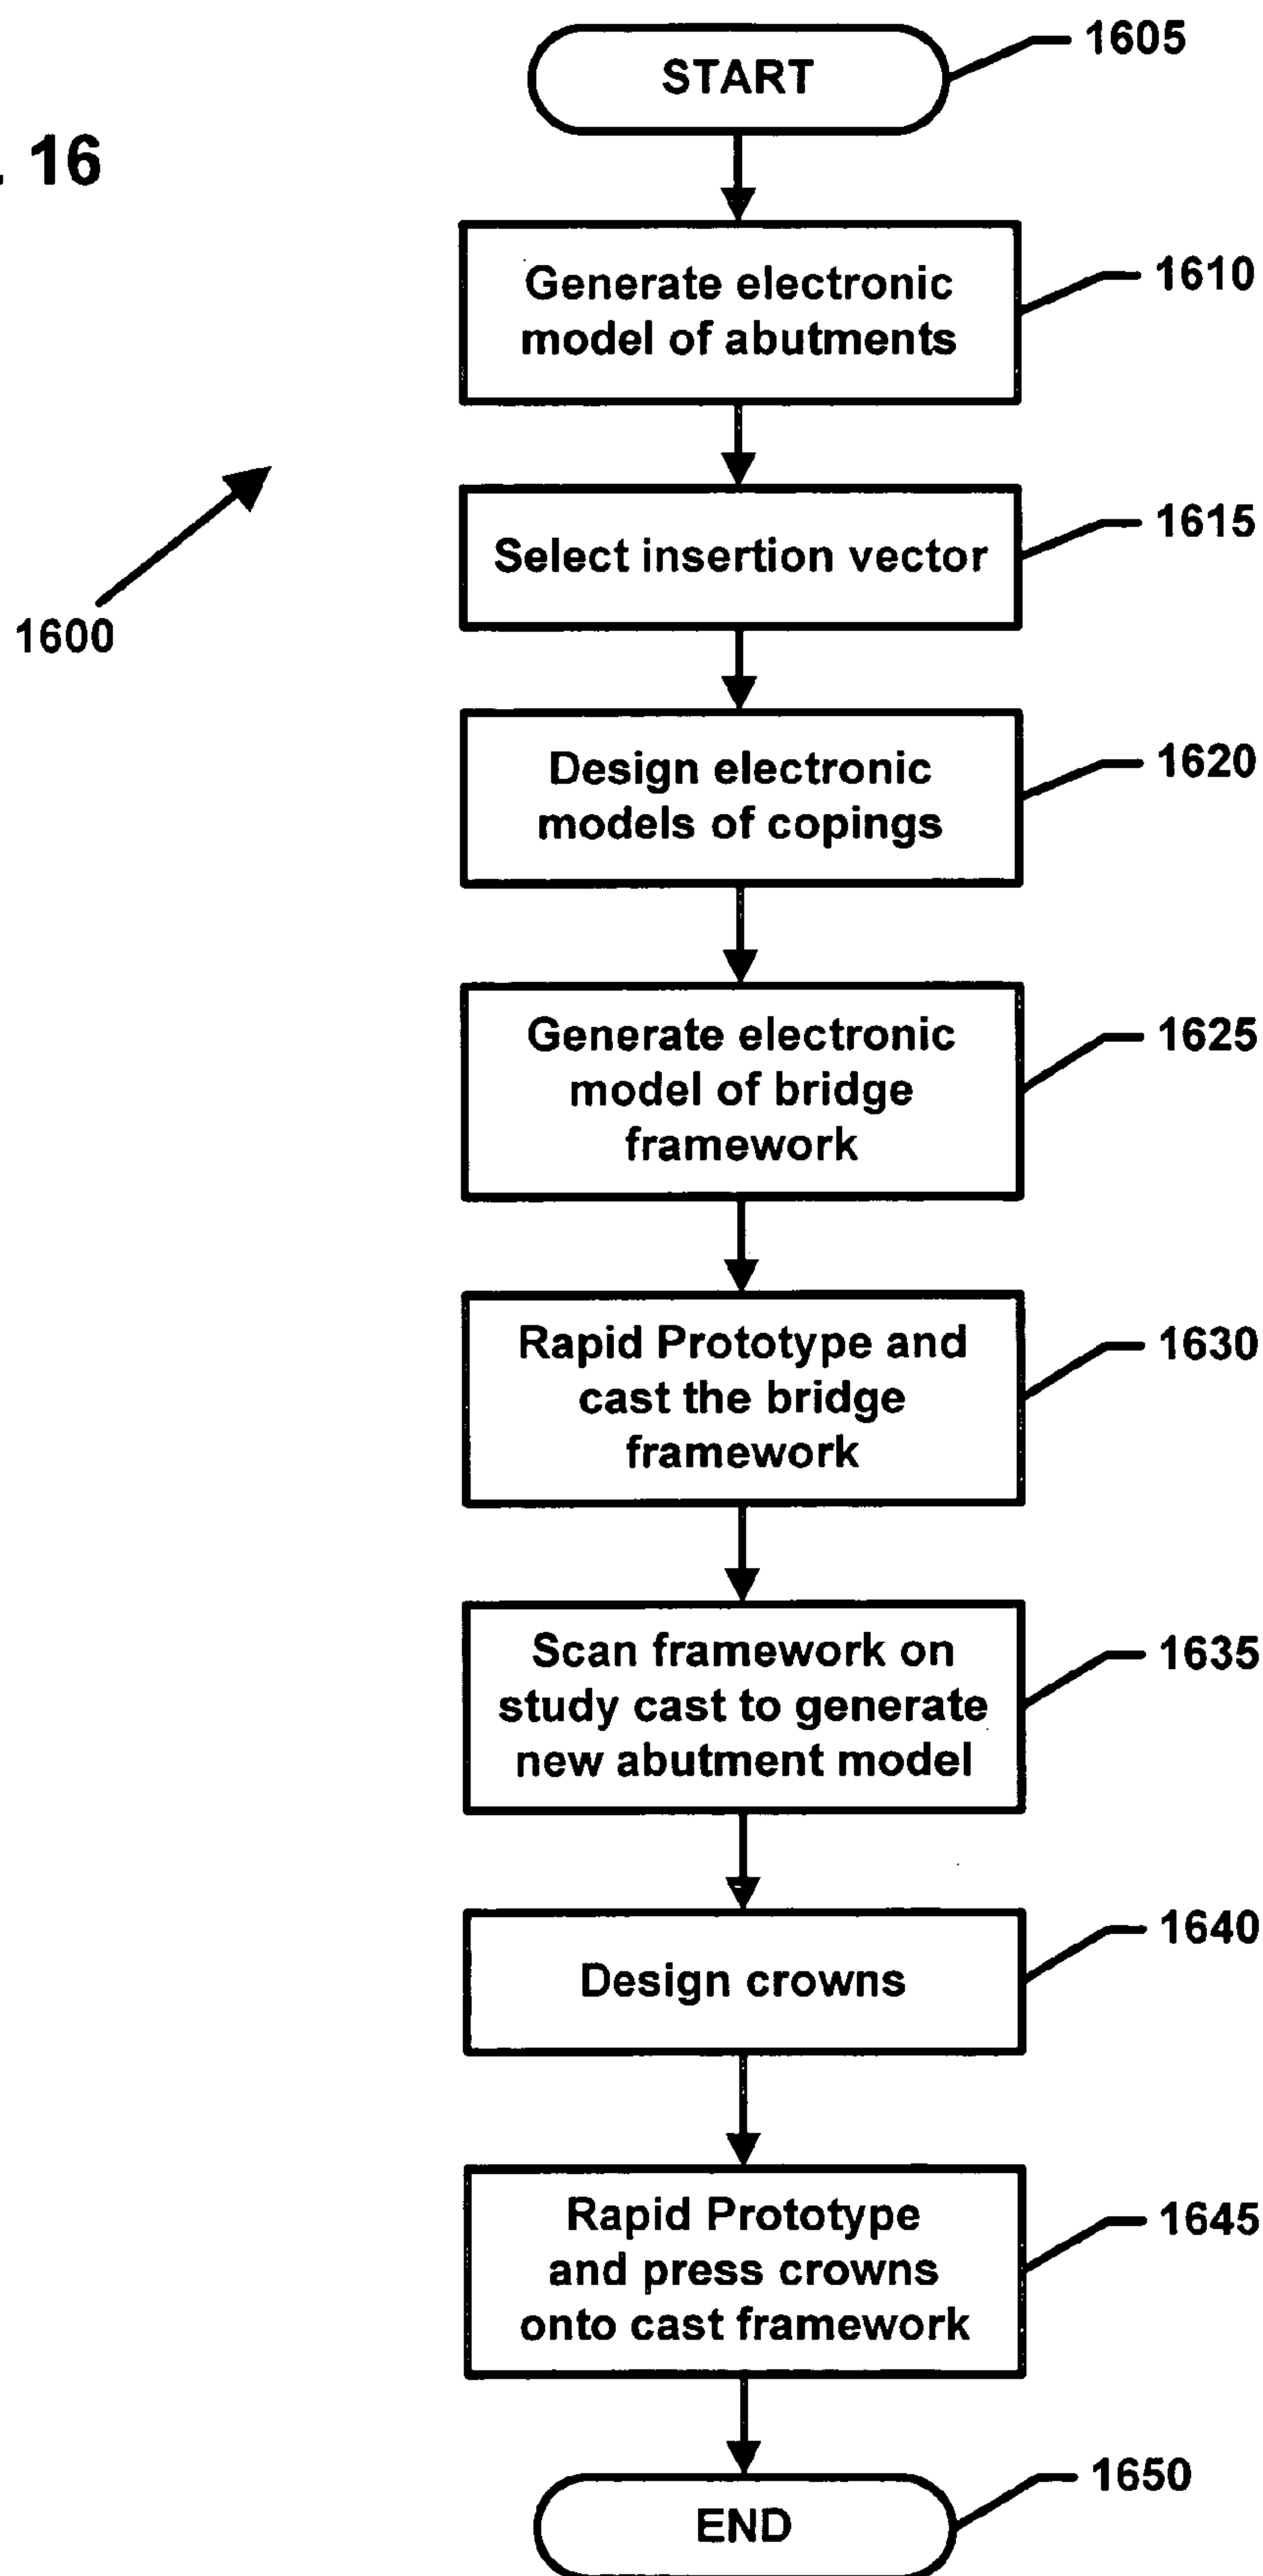 START
1605
. 16
Generate electronic
model of abutments
1610
Select insertion vector
1615
1600
Design electronic
models of copings
1620
Generate electronic
model of bridge
framework
1625
Rapid Prototype and
cast the bridge
framework
1630
Scan framework on
study cast to generate
new abutment model
1635
Design crowns
1640
Rapid Prototype
and press crowns
onto cast framework
1645
END
1650